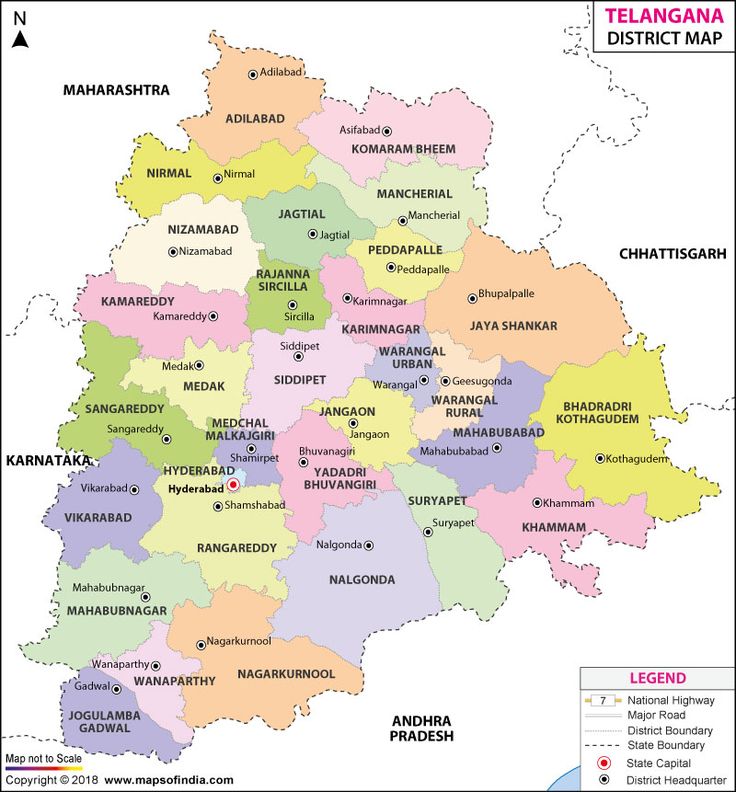 N
TELANGANA
DISTRICT MAP
MAHARASHTRA
Adilabad
ADILABAD
Asifabad
KOMARAM BHEEM
NIRMAL
Nirmal
MANCHERIAL
Mancherial
JAGTIAL
Jagtial
NIZAMABAD
Nizamabad
PEDDAPALLE
Peddapalle
CHHATTISGARH
RAJANNA
SIRCILLA
Sircilla
KAMAREDDY
Kamareddy
Karimnagar
KARIMNAGAR
Bhupalpalle
JAYA SHANKAR
Siddipet
SIDDIPET
WARANGAL
URBAN
Warangal
Geesugonda
WARANGAL
RURAL
Medak
MEDAK
SANGAREDDY
Sangareddy
JANGAON
Jangaon
MAHABUBABAD
Mahabubabad
BHADRADRI
KOTHAGUDEM
Kothagudem
MEDCHAL
MALKAJGIRI
Shamirpet
KARNATAKA
HYDERABAD
Hyderabad
Bhuvanagiri
YADADRI
BHUVANGIRI
Vikarabad
VIKARABAD
Shamshabad
RANGAREDDY
SURYAPET
Suryapet
Khammam
KHAMMAM
Nalgonda
NALGONDA
Mahabubnagar
MAHABUBNAGAR
Nagarkurnool
NAGARKURNOOL
Wanaparthy
WANAPARTHY
Gadwal
JOGULAMBA
GADWAL
ANDHRA
PRADESH
LEGEND
7 National Highway
Major Road
District Boundary
State Boundary
State Capital
District Headquarter
Map not to Scale
Copyright © 2018 www.mapsofindia.com